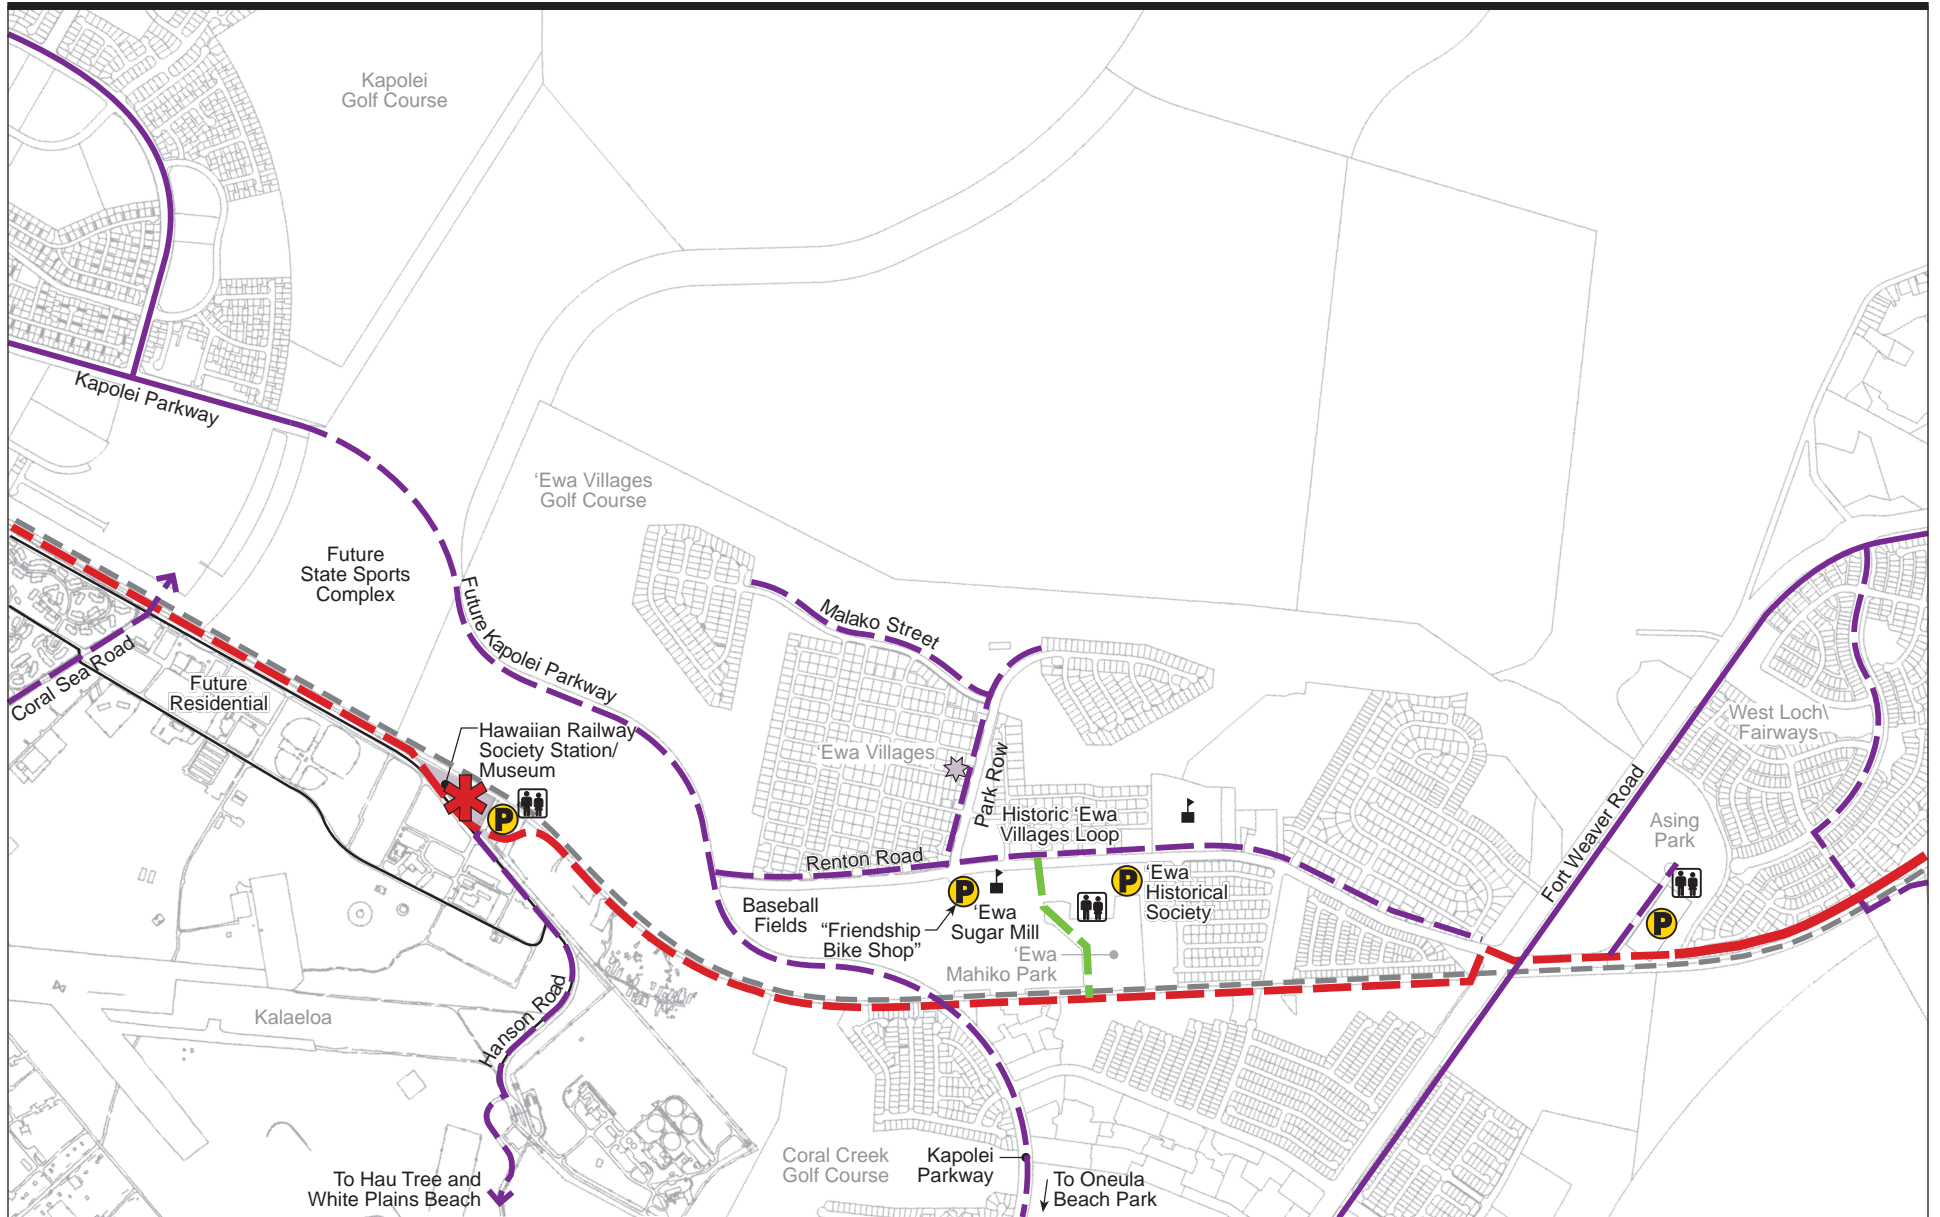 Kapolei
Golf Course
Kapolei Parkway
'Ewa Villages
Golf Course
Future
State Sports
Complex
Future Kapolei Parkway
Malako Street
Coral Sea Road
Future
Residential
Hawaiian Railway
Society Station/
Museum
P
'Ewa Villages
Park Row
Historic 'Ewa
Villages Loop
Renton Road
West Loch\
Fairways
Fort Weaver Road
Asing
Park
P
Baseball
Fields
"Friendship
Bike Shop"
P
'Ewa
Sugar Mill
P
'Ewa
Historical
Society
'Ewa
Mahiko Park
Kalaeloa
Hanson Road
To Hau Tree and
White Plains Beach
Coral Creek
Golf Course
Kapolei
Parkway
To Oneula
Beach Park